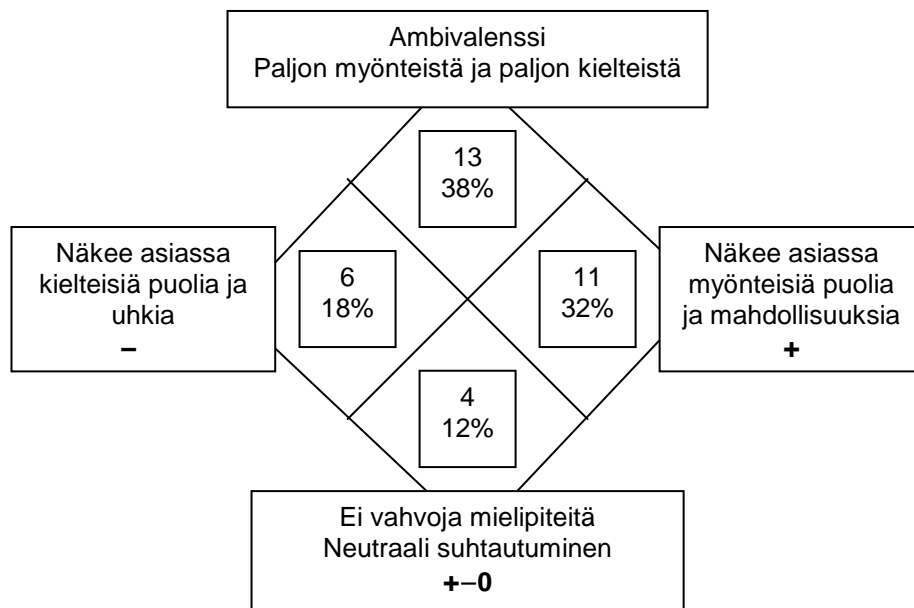 Ambivalenssi
Paljon myönteistä ja paljon kielteistä
13
38%
Näkee asiassa
kielteisiä puolia ja
uhkia
–
6
18%
11
32%
Näkee asiassa
myönteisiä puolia
ja mahdollisuuksia
+
4
12%
Ei vahvoja mielipiteitä
Neutraali suhtautuminen
+–0